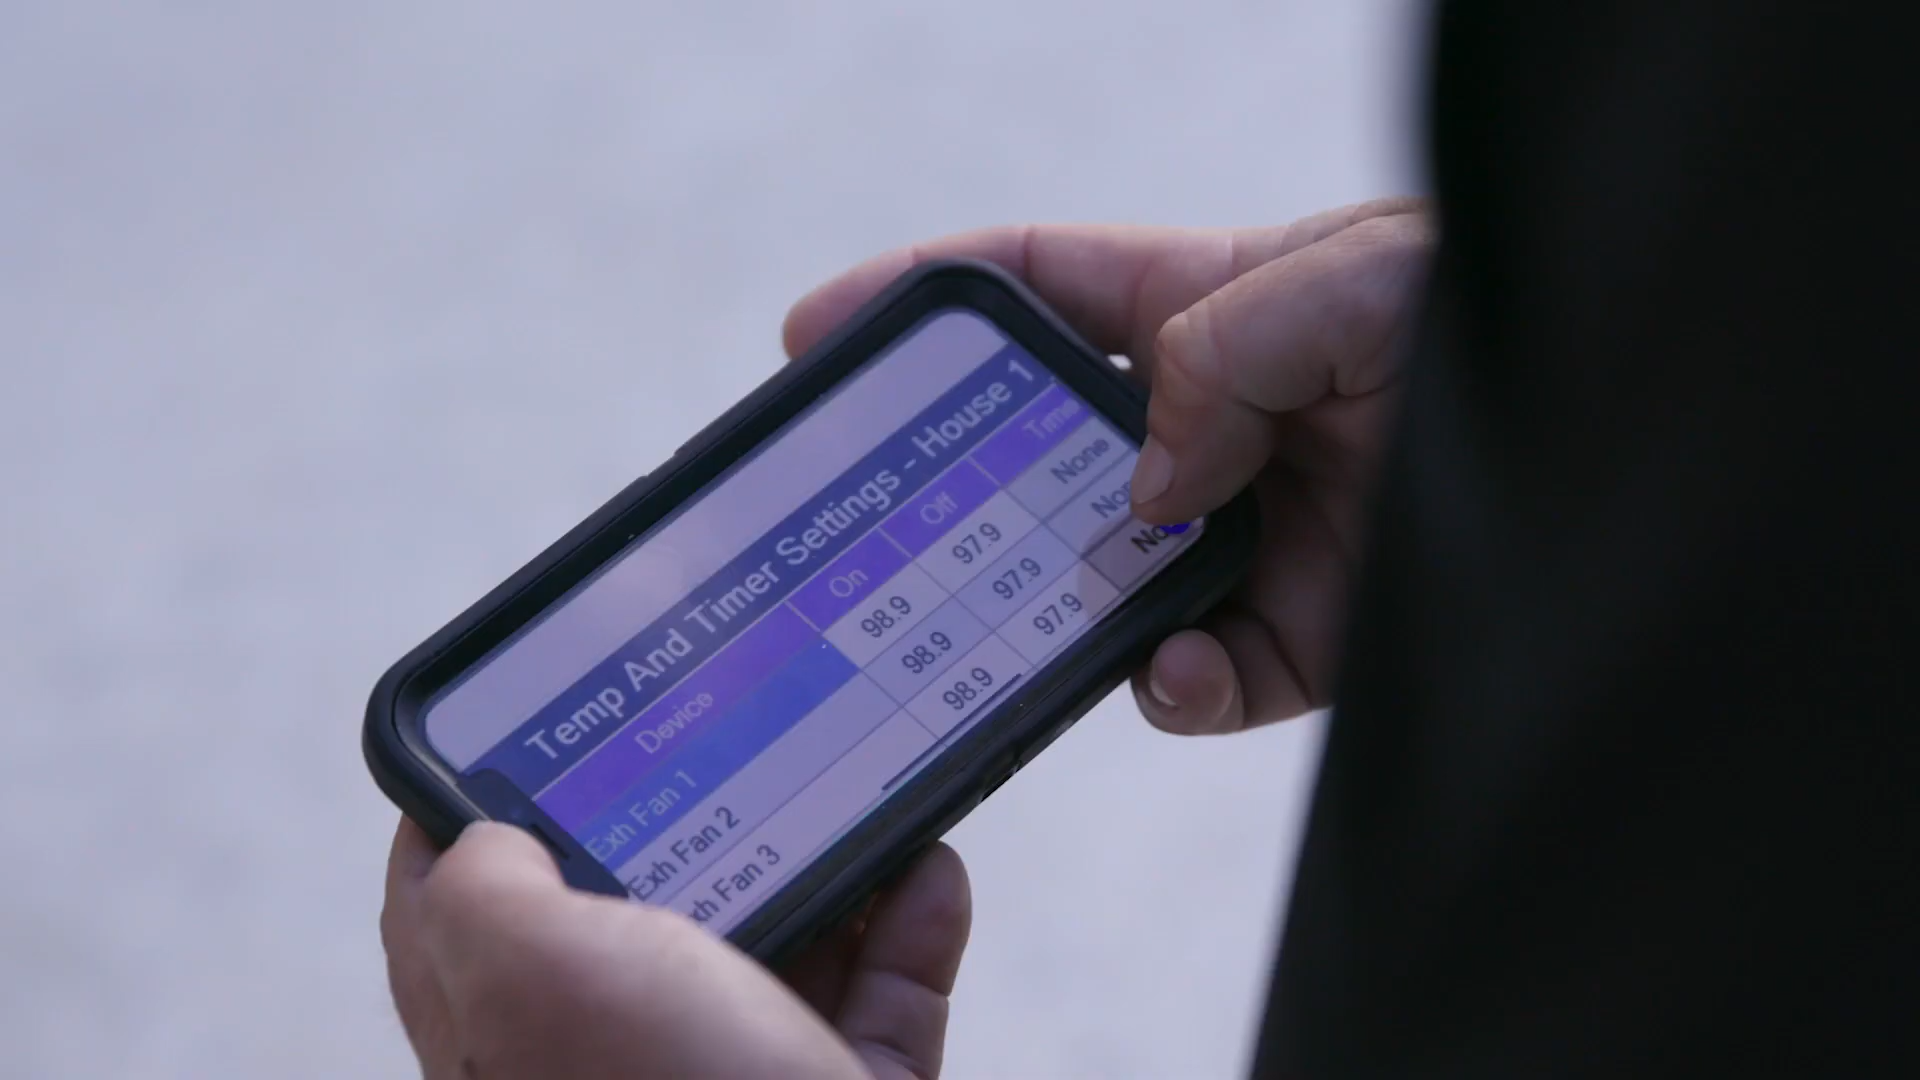 Temp And Timer Settings - House 1
Device On Off
Exh Fan 1 98.9 97.9 None
Exh Fan 2 98.9 97.9
Fan 3 98.9 97.9